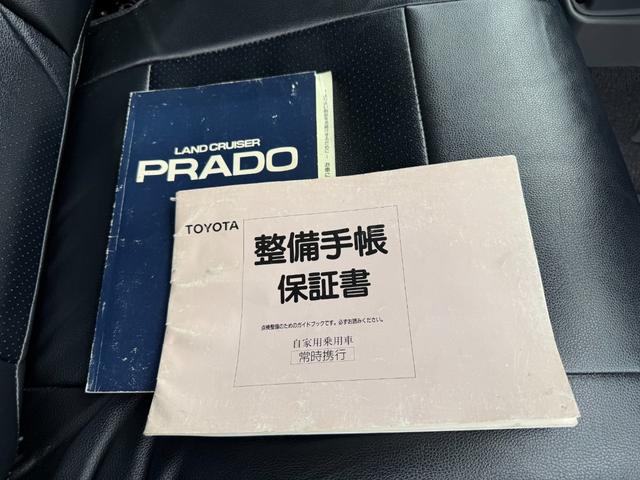 LAND CRUISER
PRADO
TOYOTA
整備手帳
保証書
点検整備のためのガイドブックです。必ずお読みください。
自家用乗用車
常時携行